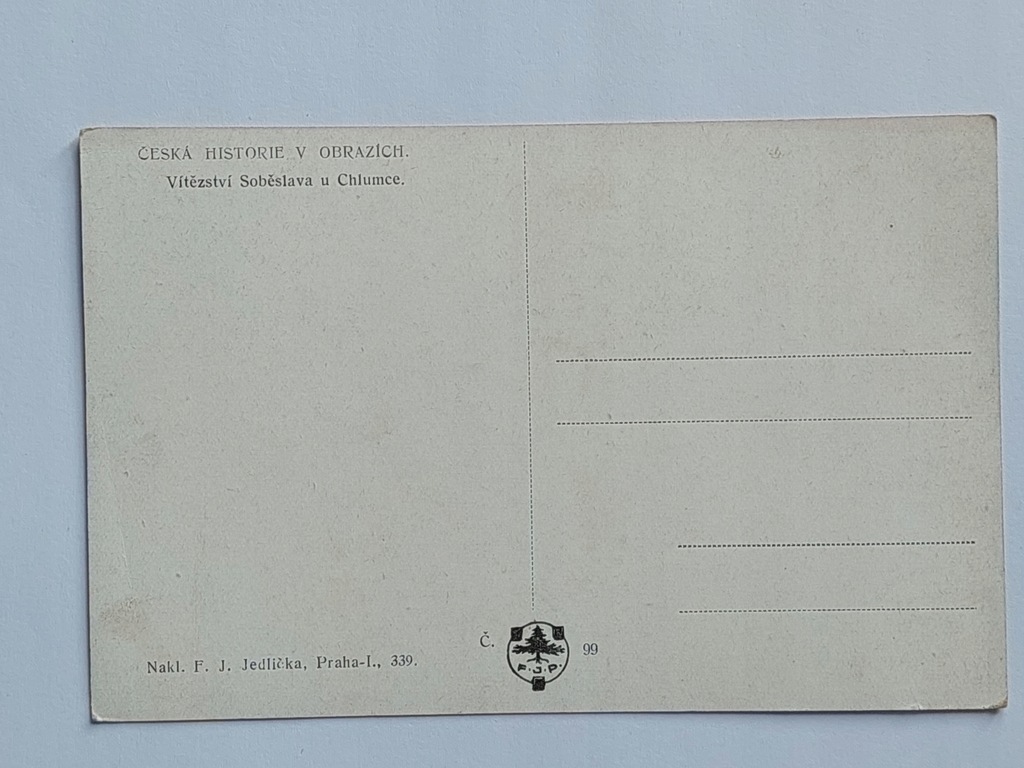 ČESKÁ HISTORIE V OBRAZÍCH.
Vítězství Soběslava u Chlumce.
Nakl. F. J. Jedlička, Praha-I., 339.
Č. 99
F. J. P.